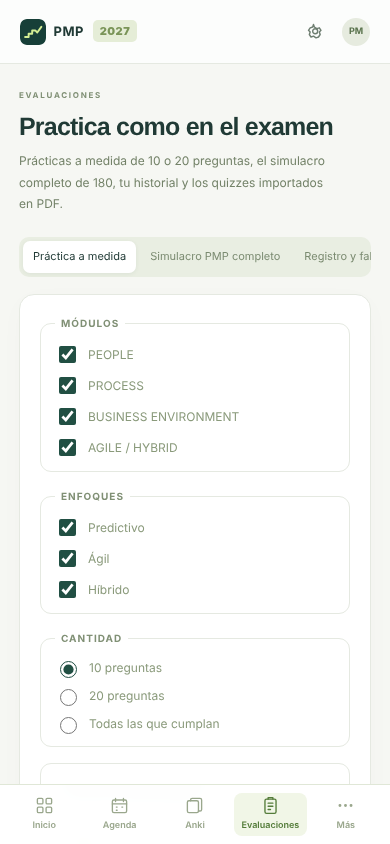 PMP 2027
PM
EVALUACIONES
Practica como en el examen
Prácticas a medida de 10 o 20 preguntas, el simulacro
completo de 180, tu historial y los quizzes importados
en PDF.
Práctica a medida Simulacro PMP completo Registro y fal
MÓDULOS
PEOPLE
PROCESS
BUSINESS ENVIRONMENT
AGILE / HYBRID
ENFOQUES
Predictivo
Ágil
Híbrido
CANTIDAD
10 preguntas
20 preguntas
Todas las que cumplan
Inicio Agenda Anki Evaluaciones Más